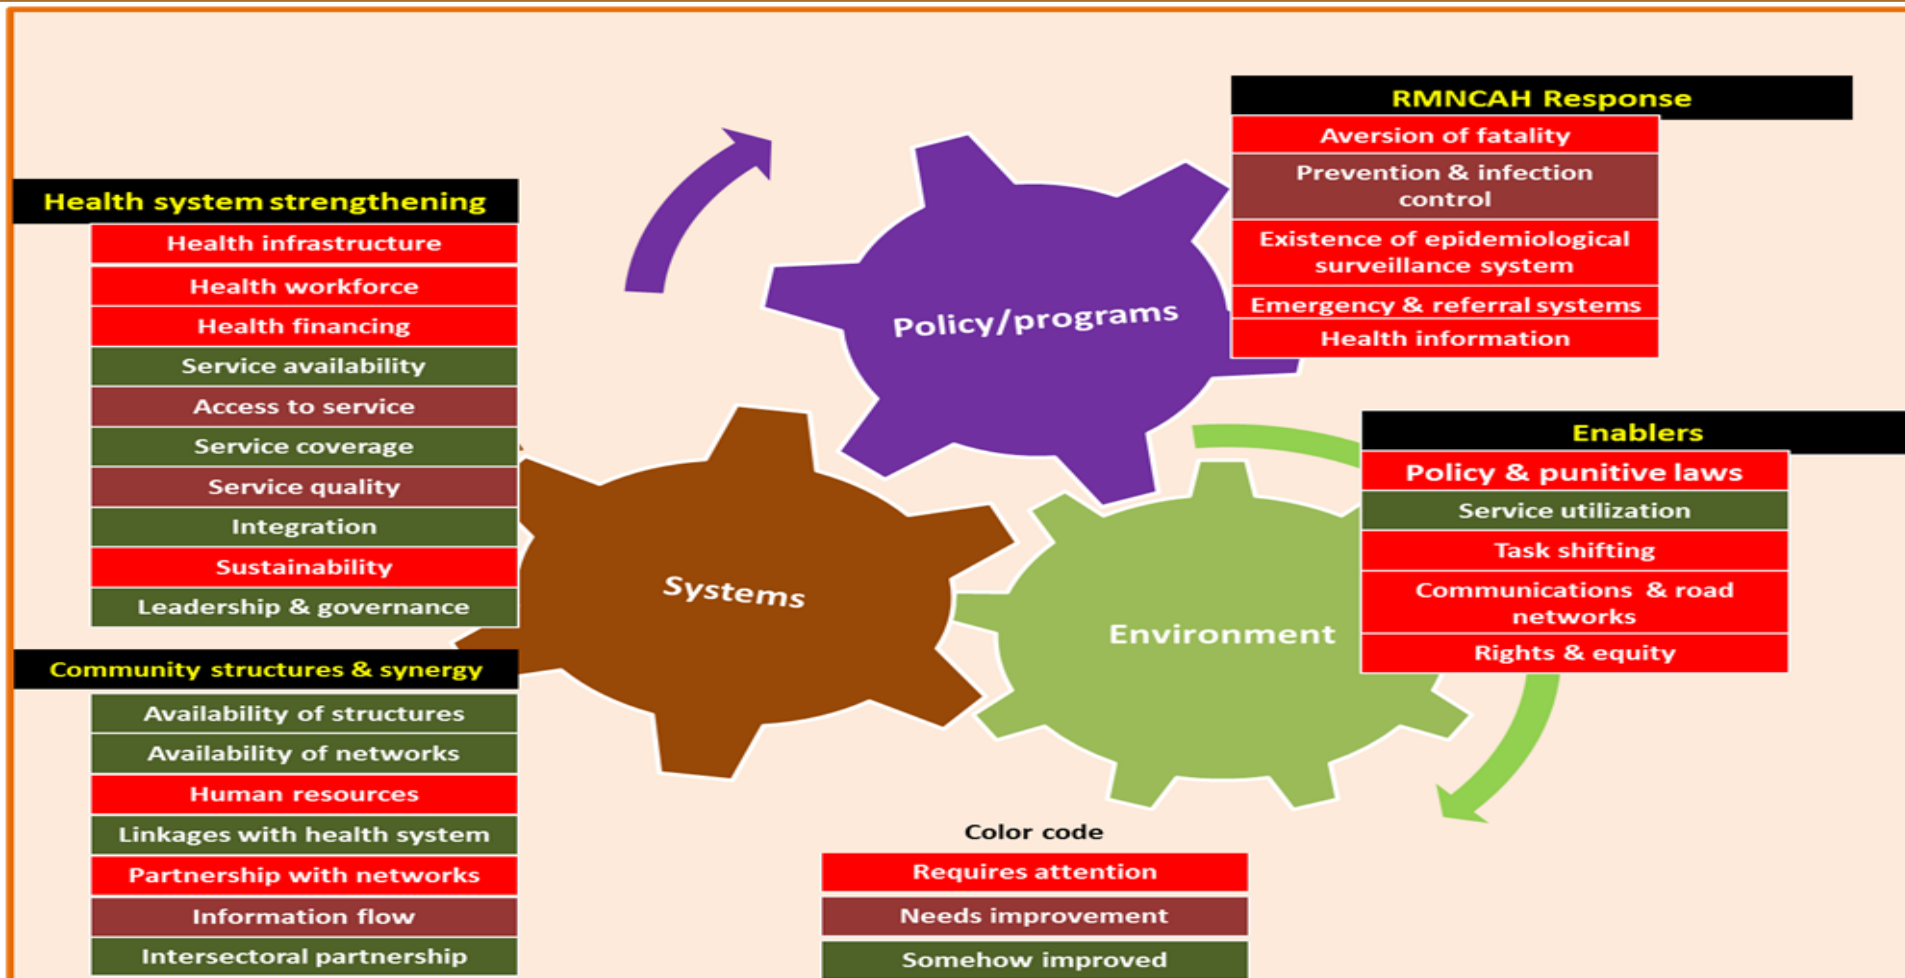 Health system strengthening
Health infrastructure
Health workforce
Health financing
Service availability
Access to service
Service coverage
Service quality
Integration
Sustainability
Leadership & governance
Community structures & synergy
Availability of structures
Availability of networks
Human resources
Linkages with health system
Partnership with networks
Information flow
Intersectoral partnership
Policy/programs
Systems
Environment
RMNCAH Response
Aversion of fatality
Prevention & infection
control
Existence of epidemiological
surveillance system
Emergency & referral systems
Health information
Enablers
Policy & punitive laws
Service utilization
Task shifting
Communications & road
networks
Rights & equity
Color code
Requires attention
Needs improvement
Somehow improved